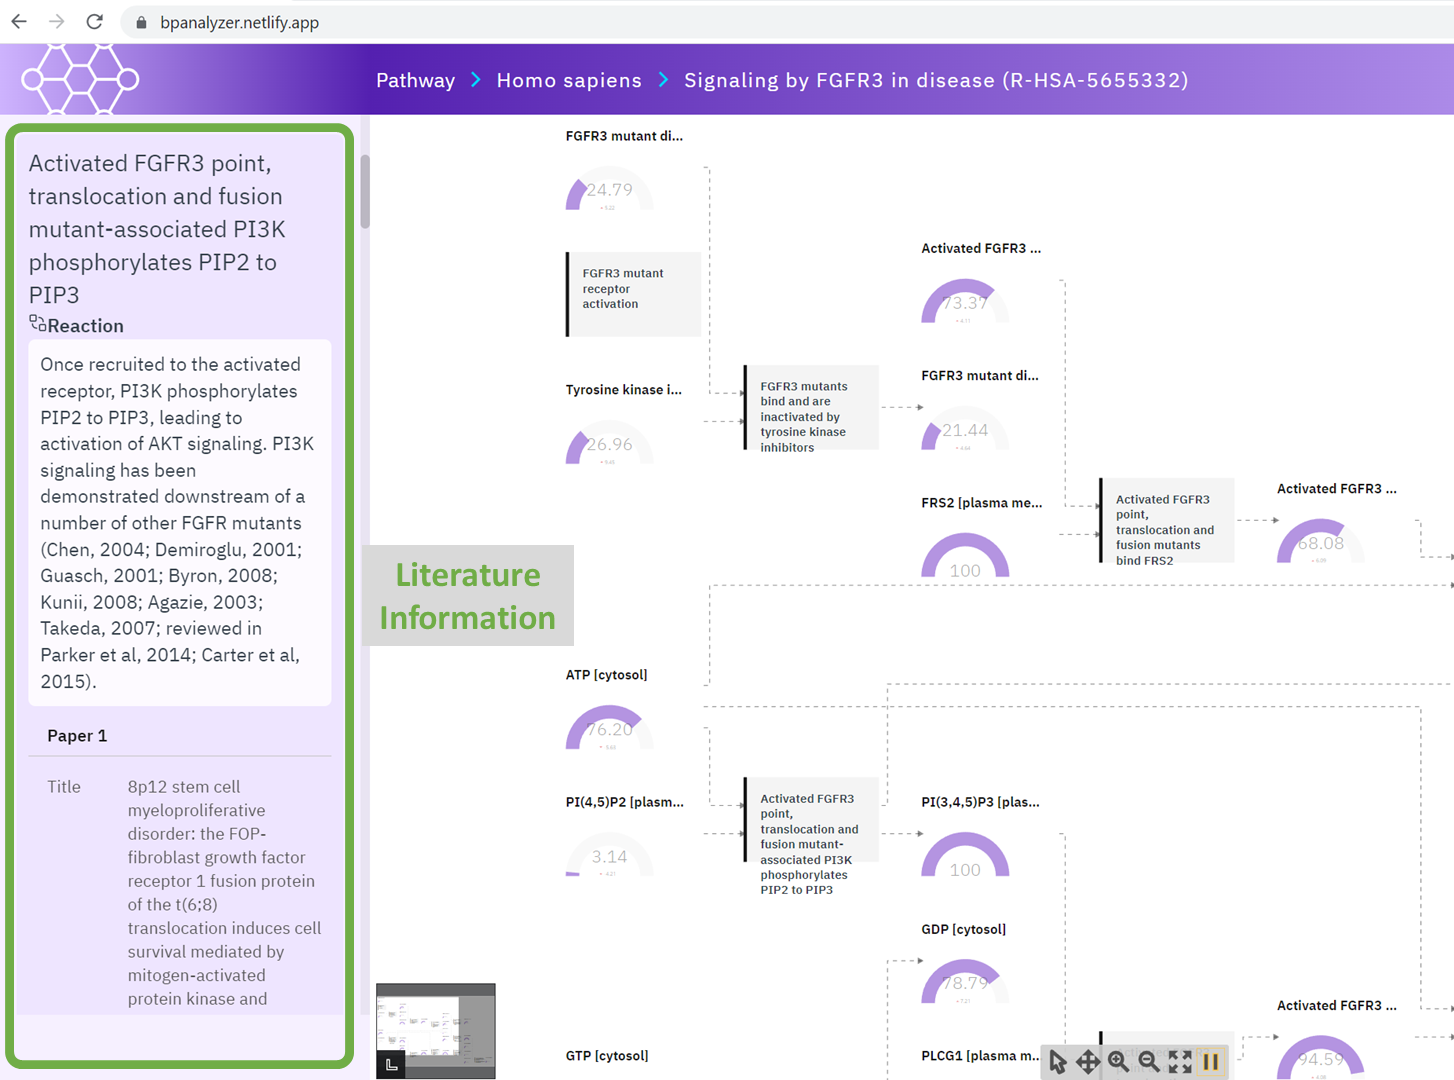 bpanalyzer.netlify.app
Pathway > Homo sapiens > Signaling by FGFR3 in disease (R-HSA-5655332)
Activated FGFR3 point,
translocation and fusion
mutant-associated PI3K
phosphorylates PIP2 to
PIP3
Reaction
Once recruited to the activated
receptor, PI3K phosphorylates
PIP2 to PIP3, leading to
activation of AKT signaling. PI3K
signaling has been
demonstrated downstream of a
number of other FGFR mutants
(Chen, 2004; Demiroglu, 2001;
Guasch, 2001; Byron, 2008;
Kunii, 2008; Agazie, 2003;
Takeda, 2007; reviewed in
Parker et al, 2014; Carter et al,
2015).
Paper 1
Title
8p12 stem cell
myeloproliferative
disorder: the FOP-
fibroblast growth factor
receptor 1 fusion protein
of the t(6;8)
translocation induces cell
survival mediated by
mitogen-activated
protein kinase and
Literature
Information
FGFR3 mutant di...
24.79
FGFR3 mutant
receptor
activation
Tyrosine kinase i...
26.96
FGFR3 mutants
bind and are
inactivated by
tyrosine kinase
inhibitors
Activated FGFR3 ...
73.37
FGFR3 mutant di...
21.44
FRS2 [plasma me...
100
Activated FGFR3
point,
translocation and
fusion mutants
bind FRS2
Activated FGFR3 ...
68.08
ATP [cytosol]
76.20
PI(4,5)P2 [plasm...
3.14
Activated FGFR3
point,
translocation and
fusion mutant-
associated PI3K
phosphorylates
PIP2 to PIP3
PI(3,4,5)P3 [plas...
100
GDP [cytosol]
78.79
GTP [cytosol]
PLCG1 [plasma m...
Activated FGFR3 ...
94.59